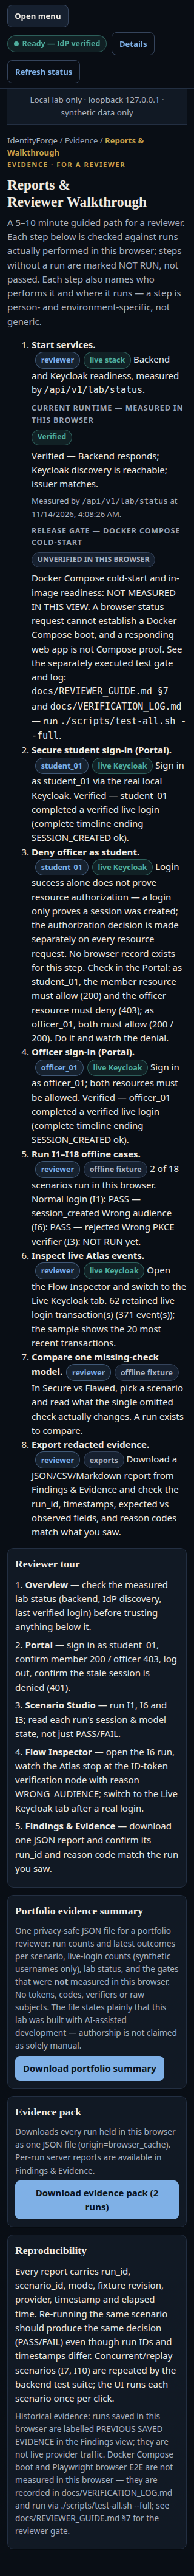 Open menu
Ready — IdP verified
Details
Refresh status
Local lab only · loopback 127.0.0.1 ·
synthetic data only
IdentityForge / Evidence / Reports &
Walkthrough
EVIDENCE · FOR A REVIEWER
Reports &
Reviewer Walkthrough
A 5–10 minute guided path for a reviewer.
Each step below is checked against runs
actually performed in this browser; steps
without a run are marked NOT RUN, not
passed. Each step also names who
performs it and where it runs — a step is
person- and environment-specific, not
generic.
1. Start services.
reviewer live stack Backend
and Keycloak readiness, measured
by /api/v1/lab/status.
CURRENT RUNTIME — MEASURED IN
THIS BROWSER
Verified
Verified — Backend responds;
Keycloak discovery is reachable;
issuer matches.
Measured by /api/v1/lab/status at
11/14/2026, 4:08:26 AM.
RELEASE GATE — DOCKER COMPOSE
COLD-START
UNVERIFIED IN THIS BROWSER
Docker Compose cold-start and in-
image readiness: NOT MEASURED
IN THIS VIEW. A browser status
request cannot establish a Docker
Compose boot, and a responding
web app is not Compose proof. See
the separately executed test gate
and log:
docs/REVIEWER_GUIDE.md §7
and docs/VERIFICATION_LOG.md
— run ./scripts/test-all.sh -
-full.
2. Secure student sign-in (Portal).
student_01 live Keycloak Sign in
as student_01 via the real local
Keycloak. Verified — student_01
completed a verified live login
(complete timeline ending
SESSION_CREATED ok).
3. Deny officer as student.
student_01 live Keycloak Login
success alone does not prove
resource authorization — a login
only proves a session was created;
the authorization decision is made
separately on every resource
request. No browser record exists
for this step. Check in the Portal: as
student_01, the member resource
must allow (200) and the officer
resource must deny (403); as
officer_01, both must allow (200 /
200). Do it and watch the denial.
4. Officer sign-in (Portal).
officer_01 live Keycloak Sign in
as officer_01; both resources must
be allowed. Verified — officer_01
completed a verified live login
(complete timeline ending
SESSION_CREATED ok).
5. Run I1–I18 offline cases.
reviewer offline fixture 2 of 18
scenarios run in this browser.
Normal login (I1): PASS —
session_created Wrong audience
(I6): PASS — rejected Wrong PKCE
verifier (I3): NOT RUN yet.
6. Inspect live Atlas events.
reviewer live Keycloak Open
the Flow Inspector and switch to the
Live Keycloak tab. 62 retained live
login transaction(s) (371 event(s));
the sample shows the 20 most
recent transactions.
7. Compare one missing-check
model. reviewer offline fixture
In Secure vs Flawed, pick a scenario
and read what the single omitted
check actually changes. A run exists
to compare.
8. Export redacted evidence.
reviewer exports Download a
JSON/CSV/Markdown report from
Findings & Evidence and check the
run_id, timestamps, expected vs
observed fields, and reason codes
match what you saw.
Reviewer tour
1. Overview — check the measured
lab status (backend, IdP discovery,
last verified login) before trusting
anything below it.
2. Portal — sign in as student_01,
confirm member 200 / officer 403, log
out, confirm the stale session is
denied (401).
3. Scenario Studio — run I1, I6 and
I3; read each run's session & model
state, not just PASS/FAIL.
4. Flow Inspector — open the I6 run,
watch the Atlas stop at the ID-token
verification node with reason
WRONG_AUDIENCE; switch to the Live
Keycloak tab after a real login.
5. Findings & Evidence — download
one JSON report and confirm its
run_id and reason code match the run
you saw.
Portfolio evidence summary
One privacy-safe JSON file for a portfolio
reviewer: run counts and latest outcomes
per scenario, live-login counts (synthetic
usernames only), lab status, and the gates
that were not measured in this browser.
No tokens, codes, verifiers or raw
subjects. The file states plainly that this
lab was built with AI-assisted
development — authorship is not claimed
as solely manual.
Download portfolio summary
Evidence pack
Downloads every run held in this browser
as one JSON file (origin=browser_cache).
Per-run server reports are available in
Findings & Evidence.
Download evidence pack (2
runs)
Reproducibility
Every report carries run_id,
scenario_id, mode, fixture revision,
provider, timestamp and elapsed
time. Re-running the same scenario
should produce the same decision
(PASS/FAIL) even though run IDs and
timestamps differ. Concurrent/replay
scenarios (I7, I10) are repeated by the
backend test suite; the UI runs each
scenario once per click.
Historical evidence: runs saved in this
browser are labelled PREVIOUS SAVED
EVIDENCE in the Findings view; they are
not live provider traffic. Docker Compose
boot and Playwright browser E2E are not
measured in this browser — they are
recorded in docs/VERIFICATION_LOG.md
and run via ./scripts/test-all.sh --full; see
docs/REVIEWER_GUIDE.md §7 for the
reviewer gate.